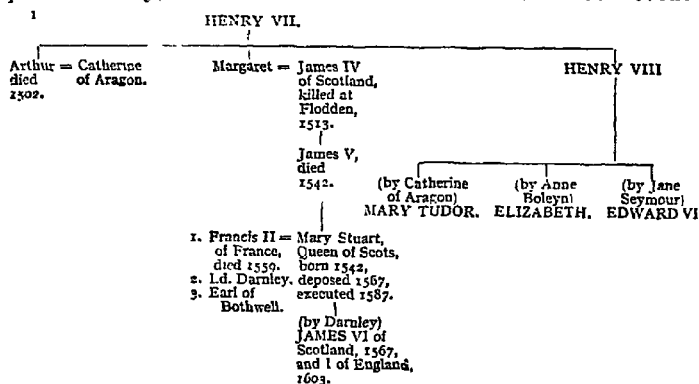 1
HENRY VII.
Arthur = Catherine
died of Aragon.
1502.
Margaret = James IV
of Scotland,
killed at
Flodden,
1513.
HENRY VIII
James V,
died
1542.
(by Catherine
of Aragon)
MARY TUDOR.
(by Anne
Boleyn)
ELIZABETH.
(by Jane
Seymour)
EDWARD VI
1. Francis II = Mary Stuart,
of France, Queen of Scots,
died 1559. born 1542,
2. Ld. Darnley. deposed 1567,
3. Earl of executed 1587.
Bothwell.
(by Darnley)
JAMES VI of
Scotland, 1567,
and I of England,
1603.